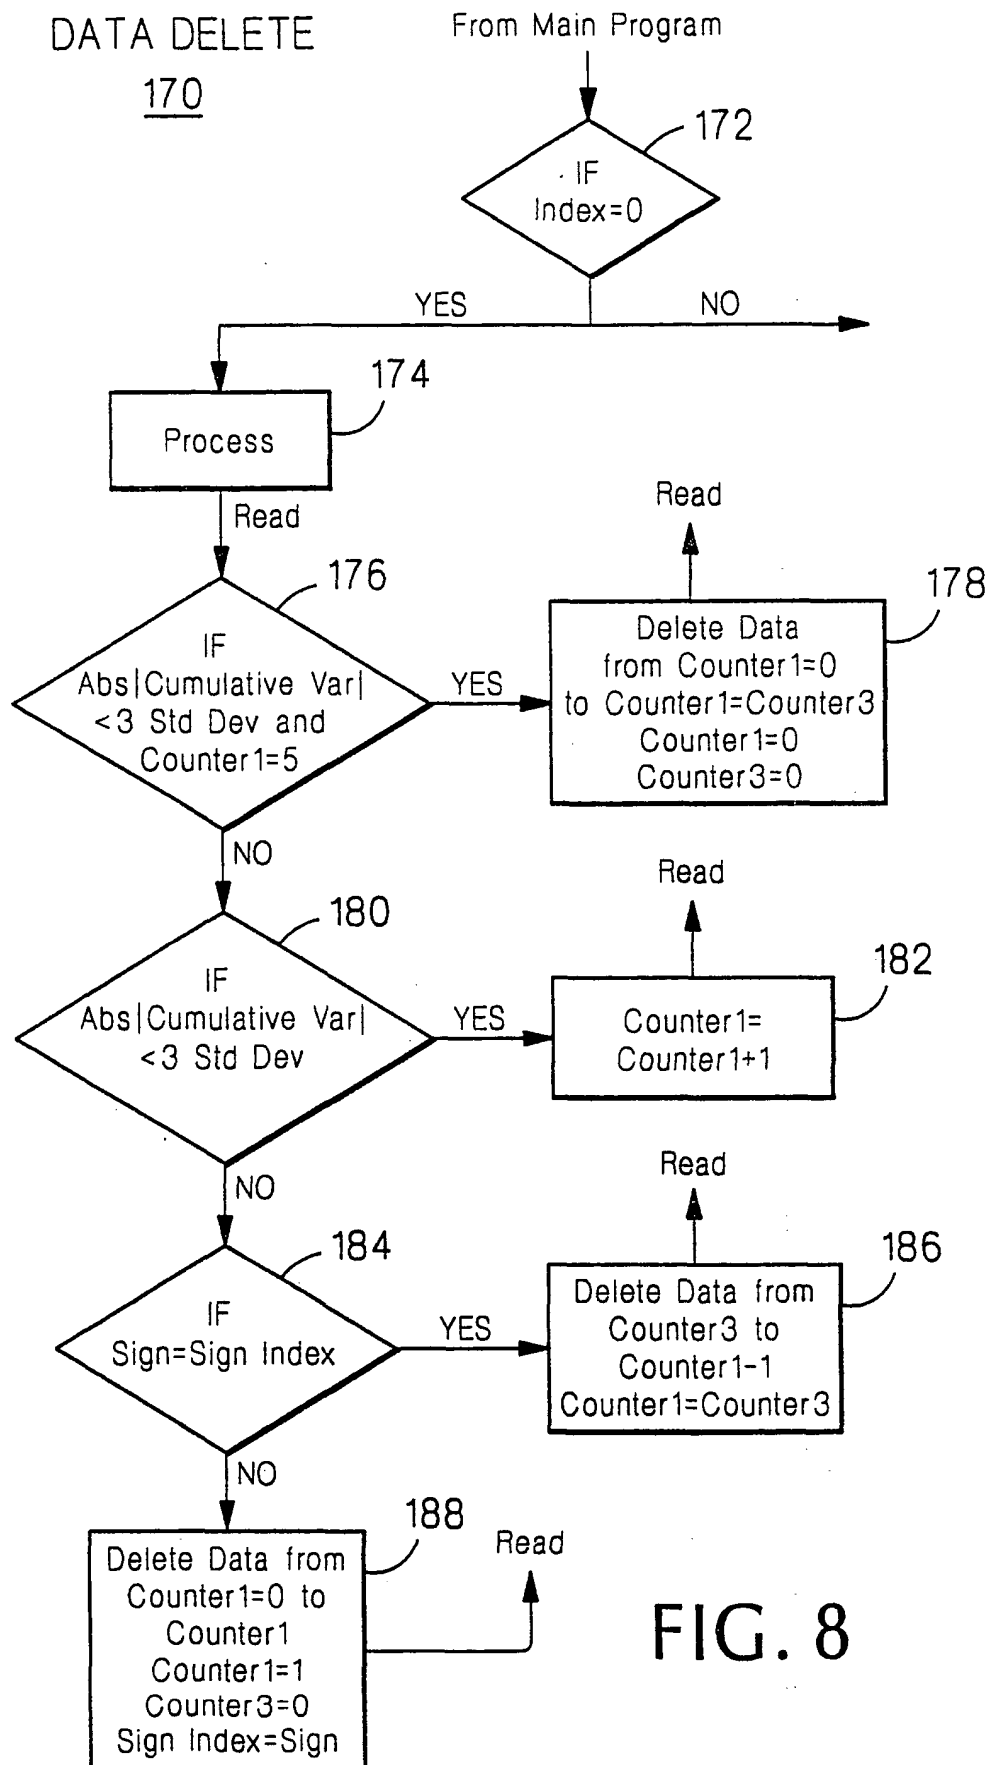 DATA DELETE
170
From Main Program
172
IF
Index=0
YES
NO
174
Process
Read
176
IF
Abs|Cumulative Var|
<3 Std Dev and
Counter1=5
YES
Read
178
Delete Data
from Counter1=0
to Counter1=Counter3
Counter1=0
Counter3=0
NO
180
IF
Abs|Cumulative Var|
<3 Std Dev
YES
Read
182
Counter1=
Counter1+1
NO
184
IF
Sign=Sign Index
YES
Read
186
Delete Data from
Counter3 to
Counter1-1
Counter1=Counter3
NO
188
Delete Data from
Counter1=0 to
Counter1
Counter1=1
Counter3=0
Sign Index=Sign
Read
FIG. 8